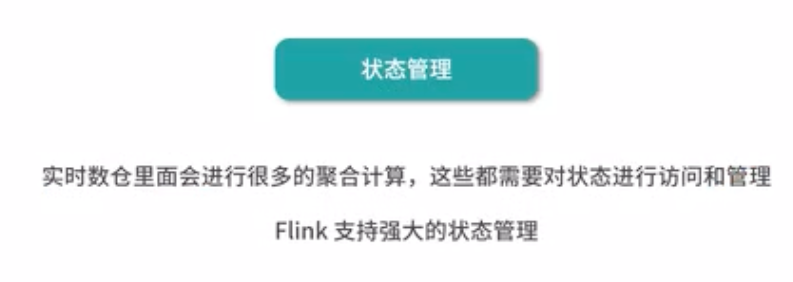 状态管理
实时数仓里面会进行很多的聚合计算，这些都需要对状态进行访问和管理
Flink 支持强大的状态管理